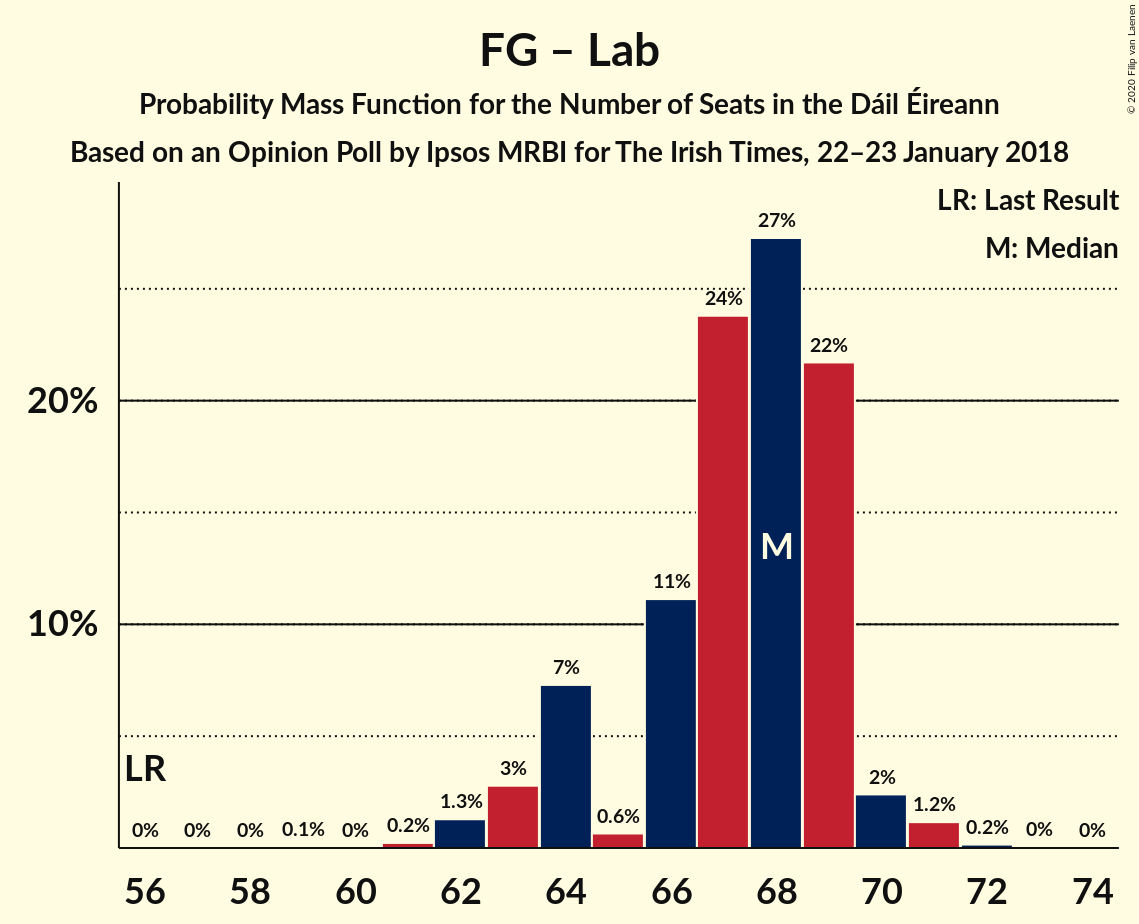 FG – Lab
Probability Mass Function for the Number of Seats in the Dáil Éireann
Based on an Opinion Poll by Ipsos MRBI for The Irish Times, 22–23 January 2018
© 2020 Filip van Laenen
LR: Last Result
M: Median
20%
10%
LR
0%
0%
0%
0.1%
0%
0.2%
1.3%
3%
7%
0.6%
11%
24%
27%
22%
2%
1.2%
0.2%
0%
0%
M
56 58 60 62 64 66 68 70 72 74